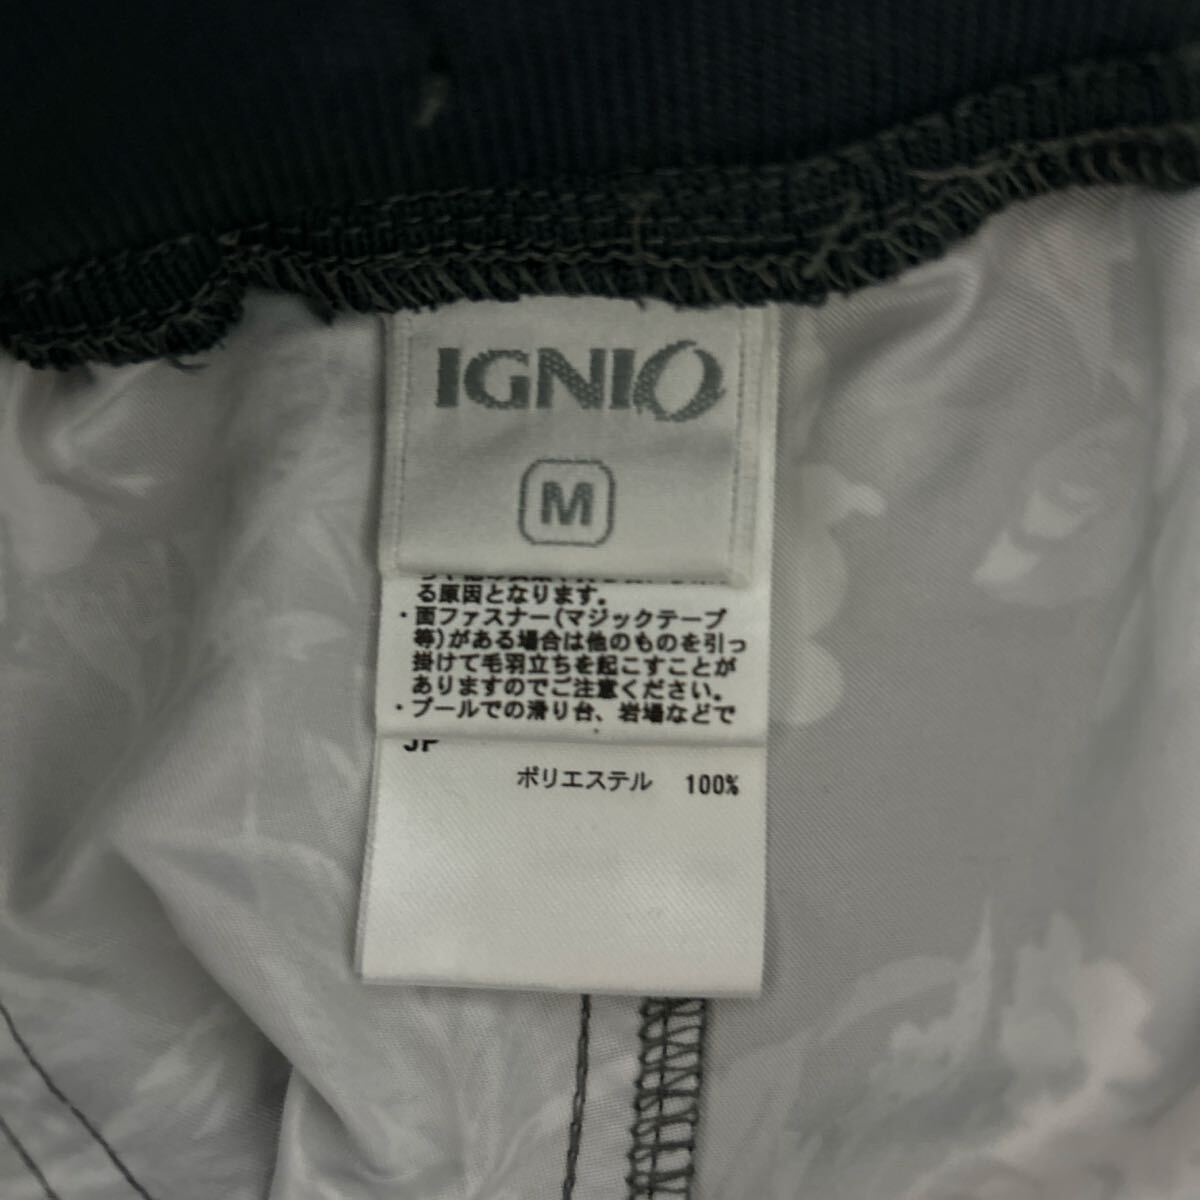 IGNIO
M
る原因となります。
・面ファスナー(マジックテープ
等)がある場合は他のものを引っ
掛けて毛羽立ちを起こすことが
ありますのでご注意ください。
・プールでの滑り台、岩場などで
JP
ポリエステル 100%